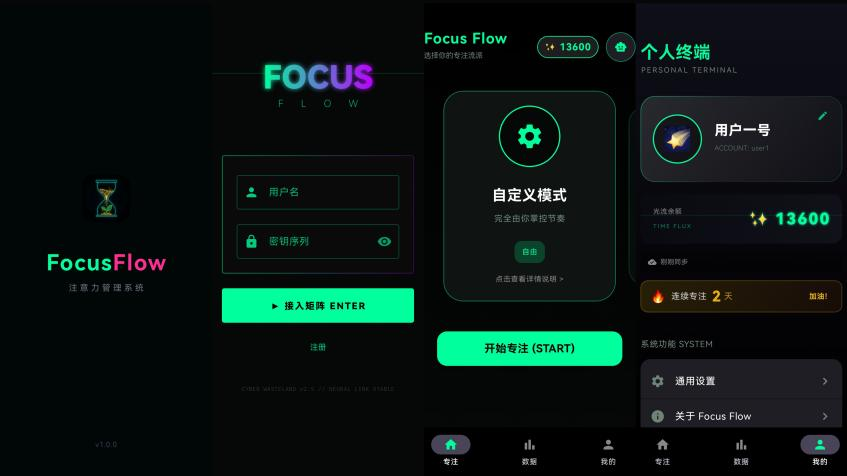 FocusFlow
注意力管理系统
v1.0.0
FOCUS
FLOW
用户名
密钥序列
► 接入矩阵 ENTER
注册
CYBER WASTELAND v2.5 // NEURAL LINK STABLE
Focus Flow
选择你的专注流派
13600
自定义模式
完全由你掌控节奏
自由
点击查看详情说明 >
开始专注 (START)
专注
数据
我的
个人终端
PERSONAL TERMINAL
用户一号
ACCOUNT: user1
光流余额
TIME FLUX
13600
刚刚同步
连续专注 2 天
加油!
系统功能 SYSTEM
通用设置
关于 Focus Flow
专注
数据
我的